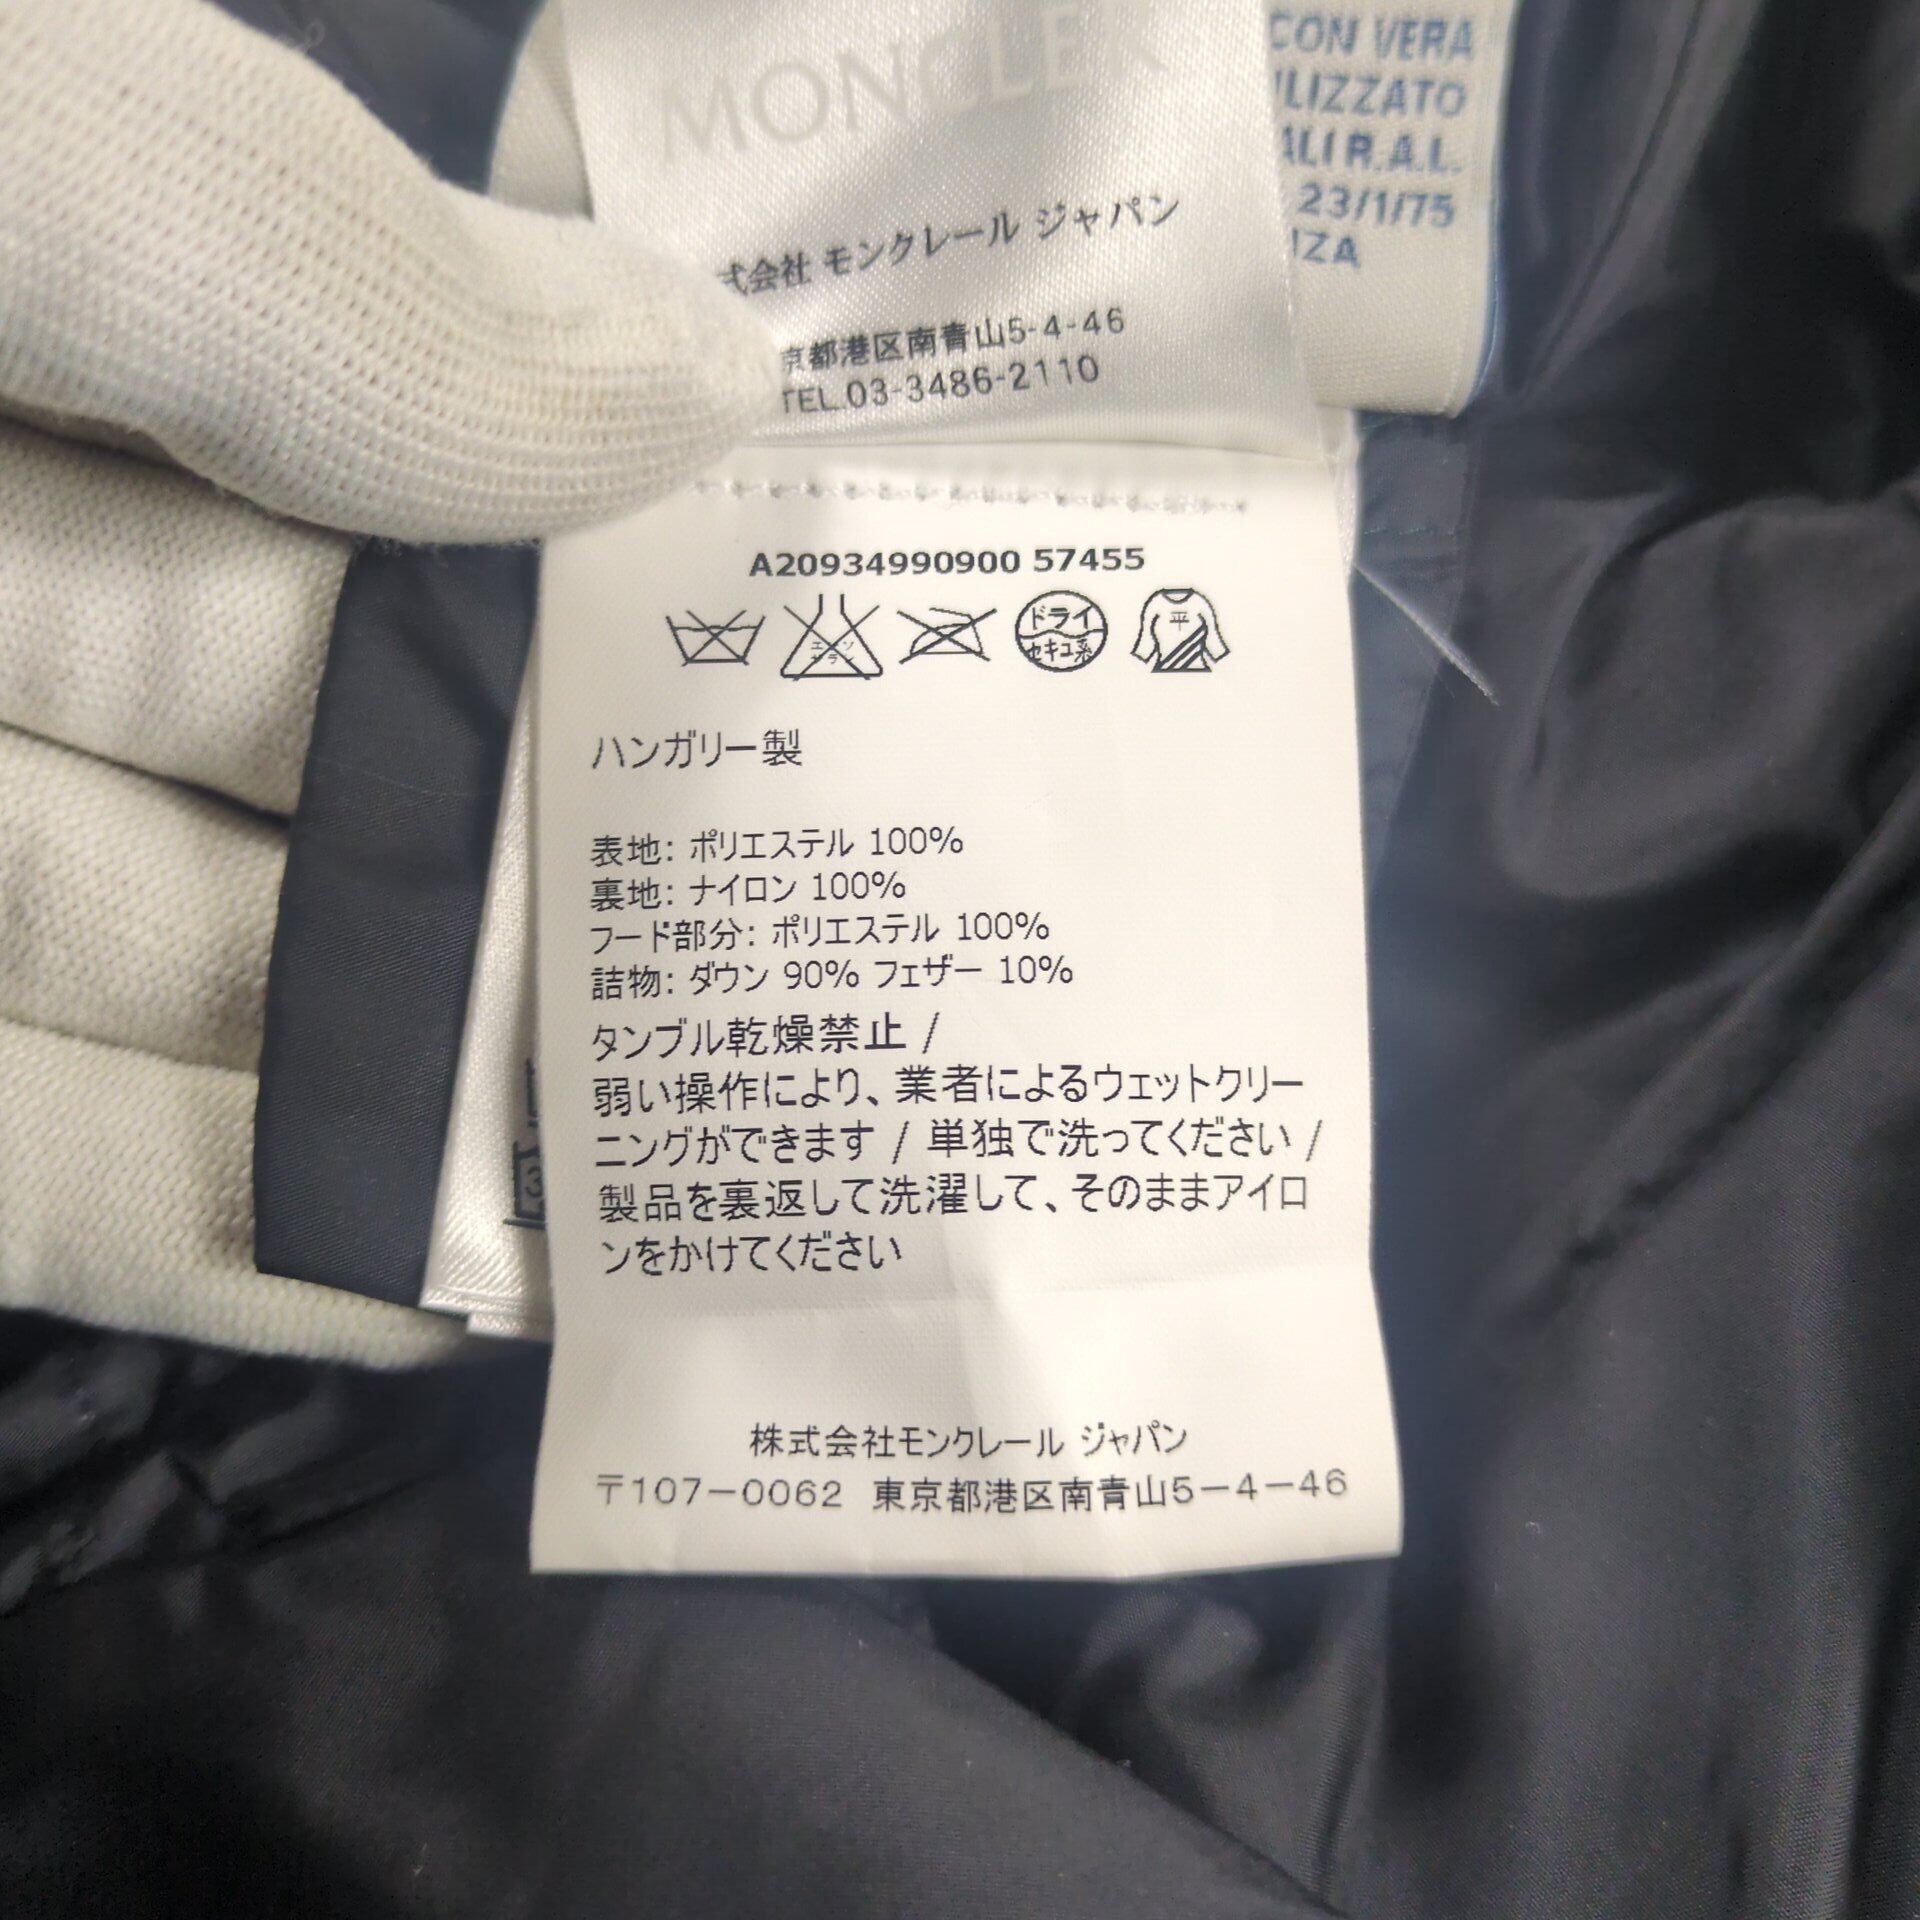 MONCLER
式会社 モンクレール ジャパン
京都港区南青山5-4-46
TEL.03-3486-2110
CON VERA
ILIZZATO
ALI R.A.L.
23/1/75
NZA
A20934990900 57455
エンソ
サラン
ドライ
セキユ系
平
ハンガリー製
表地: ポリエステル 100%
裏地: ナイロン 100%
フード部分: ポリエステル 100%
詰物: ダウン 90% フェザー 10%
タンブル乾燥禁止 /
弱い操作により、業者によるウェットクリー
ニングができます / 単独で洗ってください /
製品を裏返して洗濯して、そのままアイロ
ンをかけてください
株式会社モンクレール ジャパン
〒107-0062 東京都港区南青山5-4-46